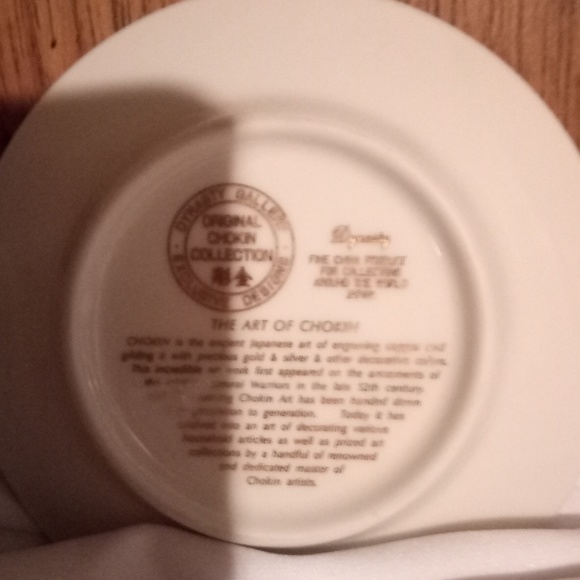 DYNASTY GALLERY
ORIGINAL
CHOKIN
COLLECTION
彫金
EXCLUSIVE DESIGNS
Dynasty
FINE CHINA
FOR COLLECTORS
AROUND THE WORLD
JAPAN
THE ART OF CHOKIN
CHOKIN is the ancient Japanese art of engraving copper and
gilding it with precious gold & silver & other decorative colors.
This incredible art work first appeared on the armaments of
Warriors in the late 12th century.
Chokin Art has been handed down
to generation. Today it has
into an art of decorating various
household articles as well as prized art
collections by a handful of renowned
and dedicated master of
Chokin artists.